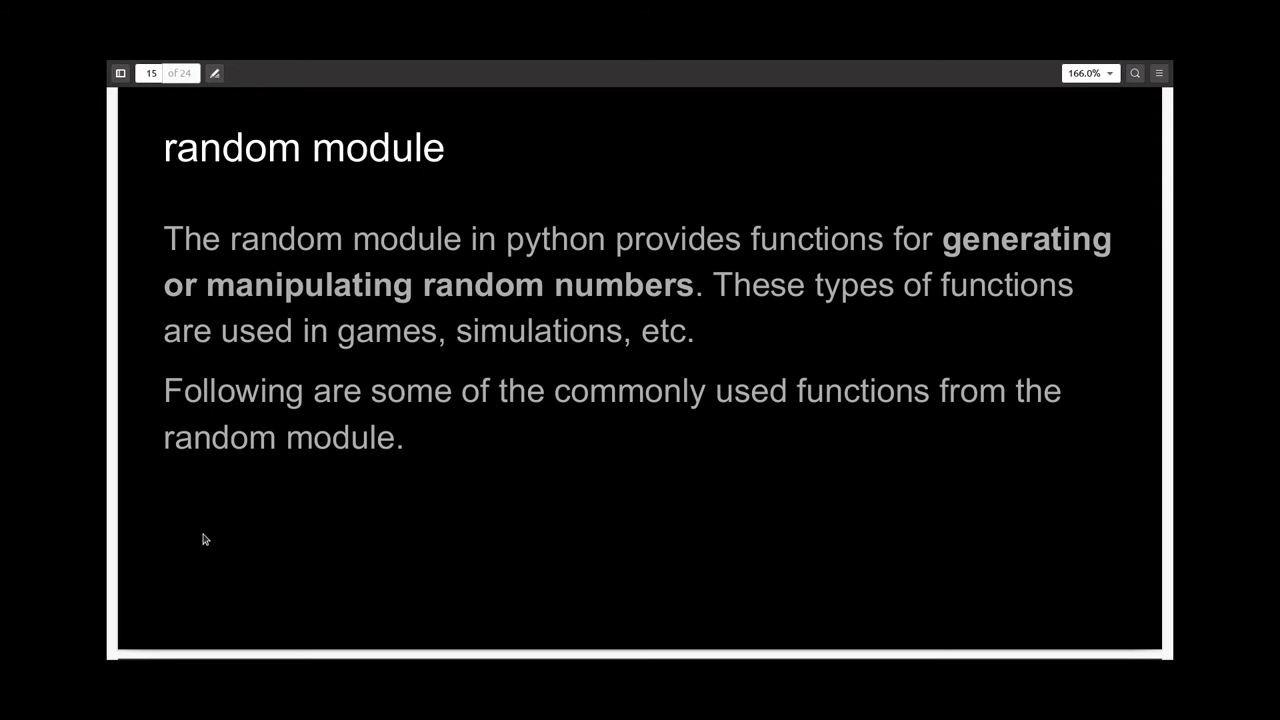 15 of 24
166.0%
random module
The random module in python provides functions for generating
or manipulating random numbers. These types of functions
are used in games, simulations, etc.
Following are some of the commonly used functions from the
random module.